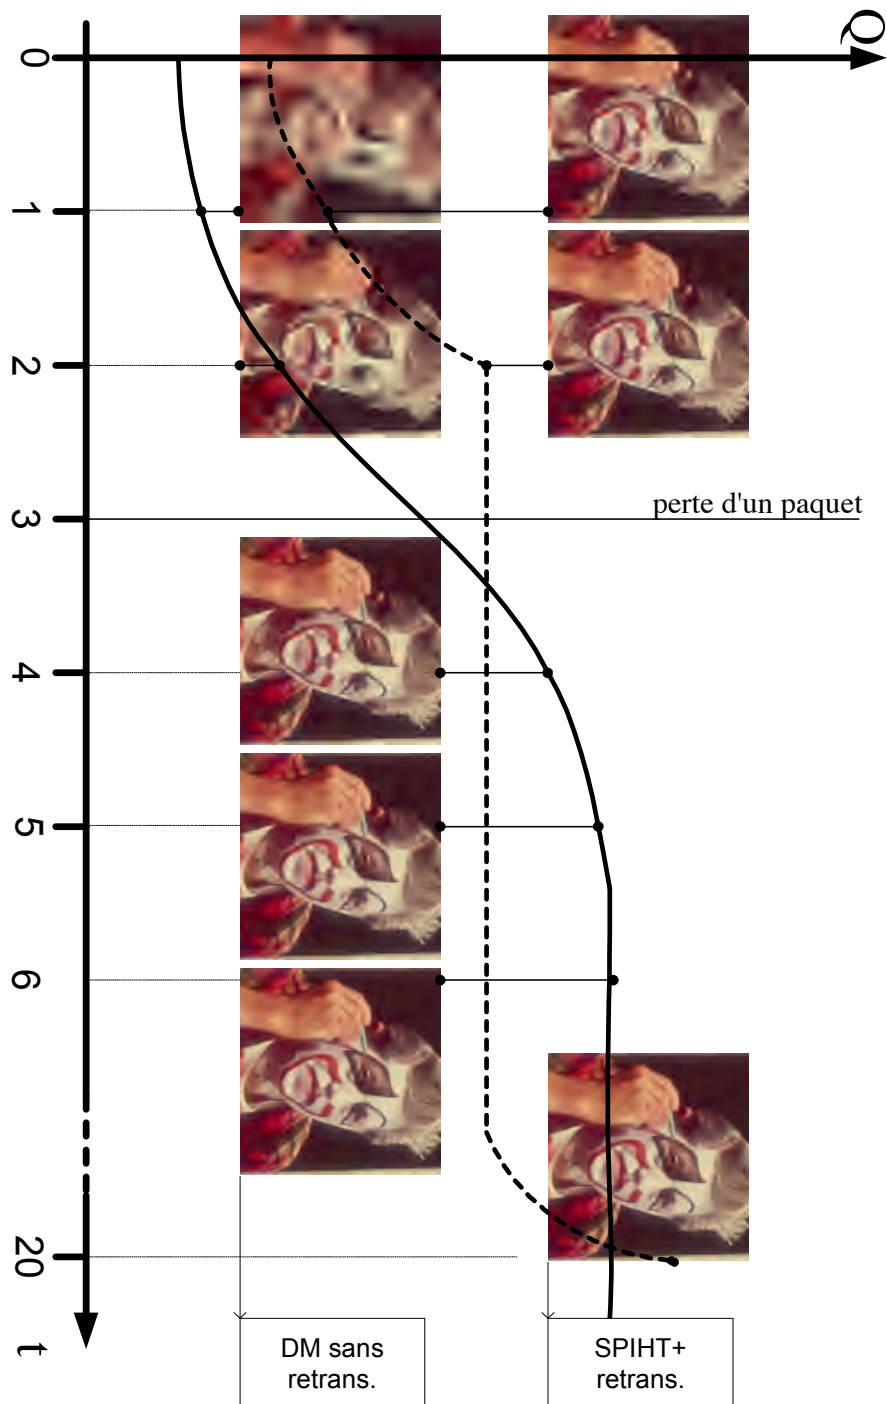 Q
0
1
2
perte d'un paquet
3
4
5
6
20
t
DM sans
retrans.
SPIHT+
retrans.